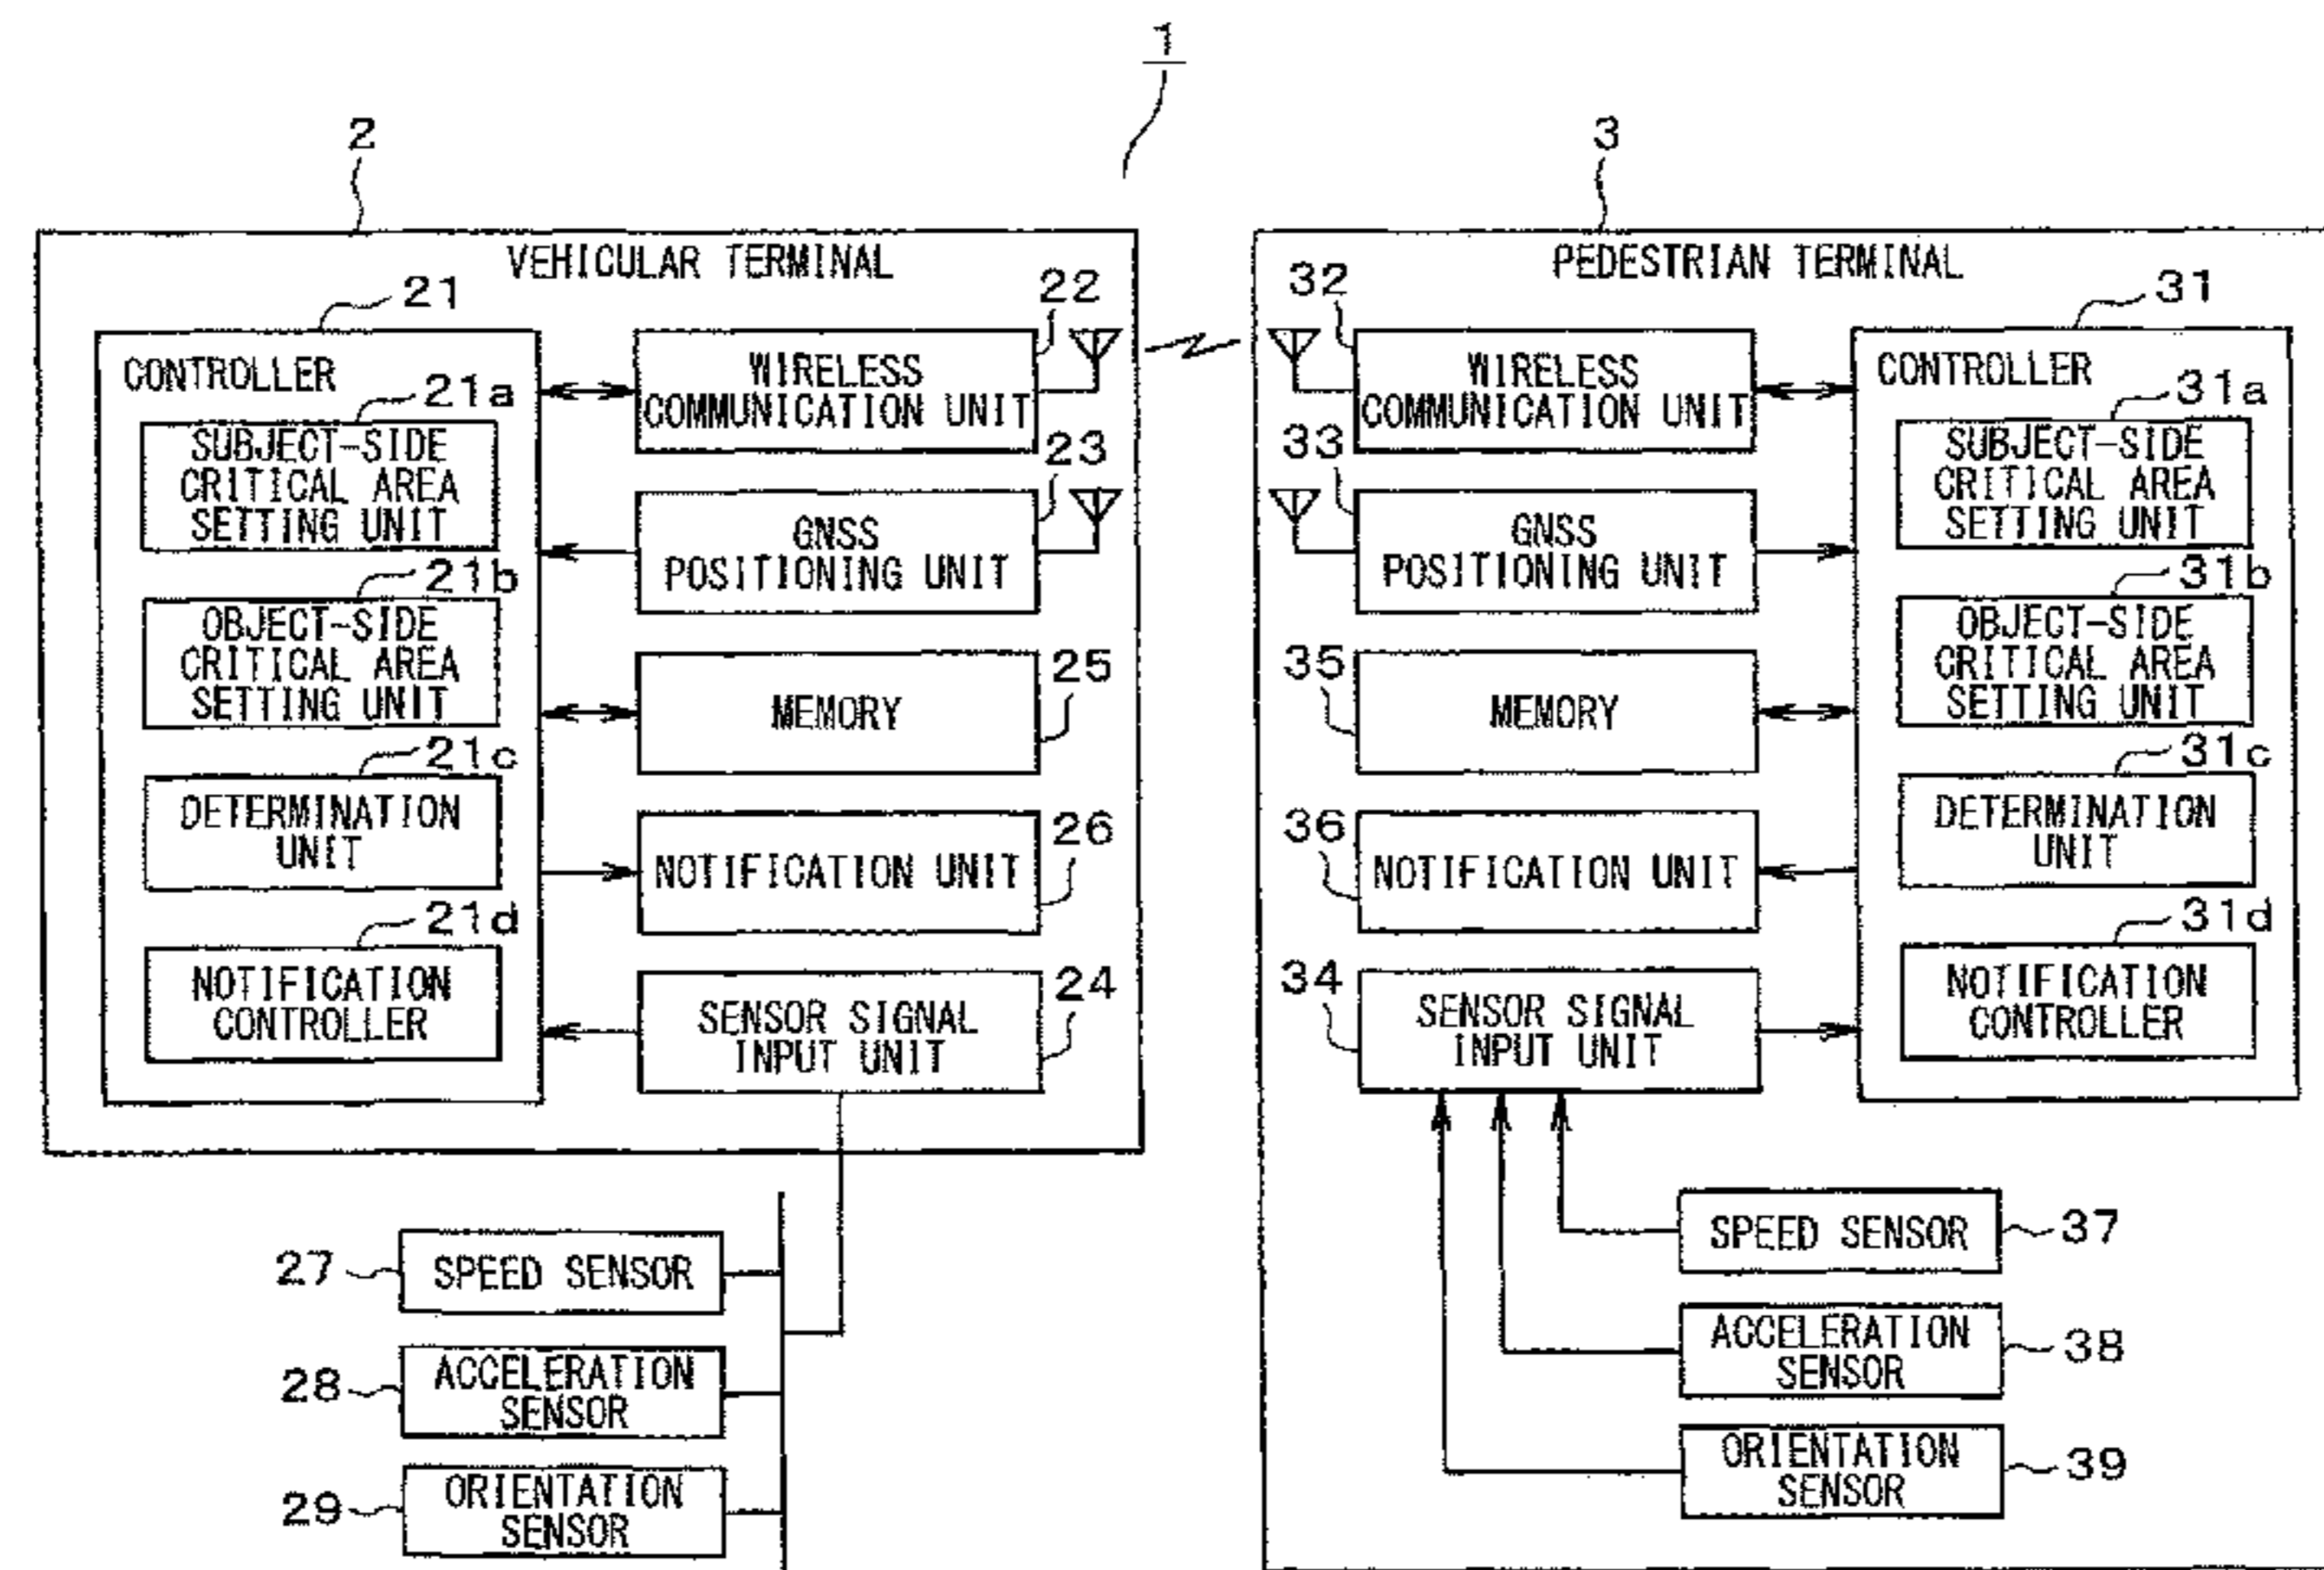 1
2
VEHICULAR TERMINAL
21
CONTROLLER
21a
SUBJECT-SIDE
CRITICAL AREA
SETTING UNIT
21b
OBJECT-SIDE
CRITICAL AREA
SETTING UNIT
21c
DETERMINATION
UNIT
21d
NOTIFICATION
CONTROLLER
22
WIRELESS
COMMUNICATION UNIT
23
GNSS
POSITIONING UNIT
25
MEMORY
26
NOTIFICATION UNIT
24
SENSOR SIGNAL
INPUT UNIT
27
SPEED SENSOR
28
ACCELERATION
SENSOR
29
ORIENTATION
SENSOR
3
PEDESTRIAN TERMINAL
32
WIRELESS
COMMUNICATION UNIT
33
GNSS
POSITIONING UNIT
35
MEMORY
36
NOTIFICATION UNIT
34
SENSOR SIGNAL
INPUT UNIT
31
CONTROLLER
31a
SUBJECT-SIDE
CRITICAL AREA
SETTING UNIT
31b
OBJECT-SIDE
CRITICAL AREA
SETTING UNIT
31c
DETERMINATION
UNIT
31d
NOTIFICATION
CONTROLLER
SPEED SENSOR
37
ACCELERATION
SENSOR
38
ORIENTATION
SENSOR
39